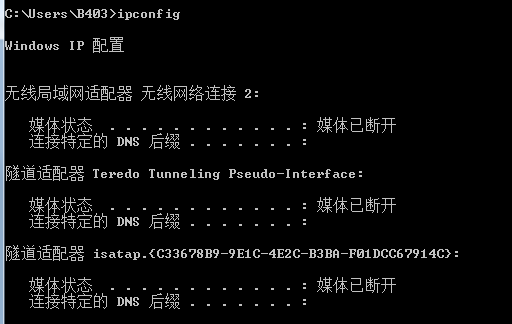 C:\Users\B403>ipconfig
Windows IP 配置
无线局域网适配器 无线网络连接 2:
媒体状态 . . . . . . . . . . . . : 媒体已断开
连接特定的 DNS 后缀 . . . . . . . :
隧道适配器 Teredo Tunneling Pseudo-Interface:
媒体状态 . . . . . . . . . . . . : 媒体已断开
连接特定的 DNS 后缀 . . . . . . . :
隧道适配器 isatap.{C33678B9-9E1C-4E2C-B3BA-F01DCC67914C}:
媒体状态 . . . . . . . . . . . . : 媒体已断开
连接特定的 DNS 后缀 . . . . . . . :